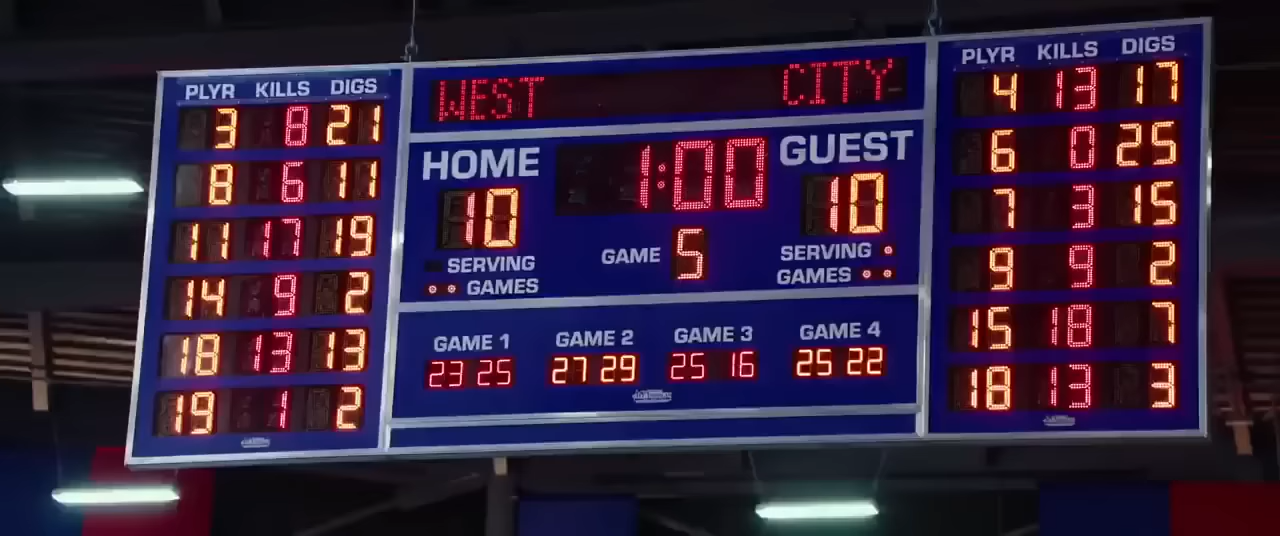 PLYR KILLS DIGS
3 8 21
8 6 11
11 17 19
14 9 2
18 13 13
19 1 2
WEST CITY
HOME 1:00 GUEST
10 10
GAME 5
SERVING SERVING
GAMES GAMES
GAME 1 GAME 2 GAME 3 GAME 4
23 25 27 29 25 16 25 22
PLYR KILLS DIGS
4 13 17
6 0 25
7 3 15
9 9 2
15 18 7
18 13 3